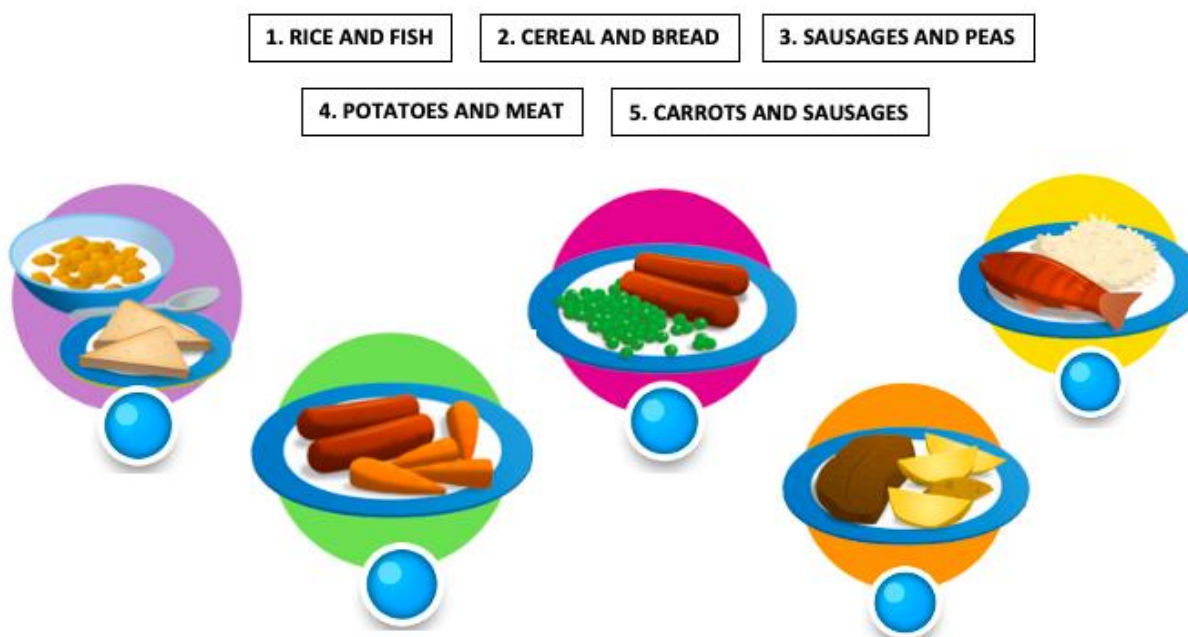 1. RICE AND FISH
2. CEREAL AND BREAD
3. SAUSAGES AND PEAS
4. POTATOES AND MEAT
5. CARROTS AND SAUSAGES